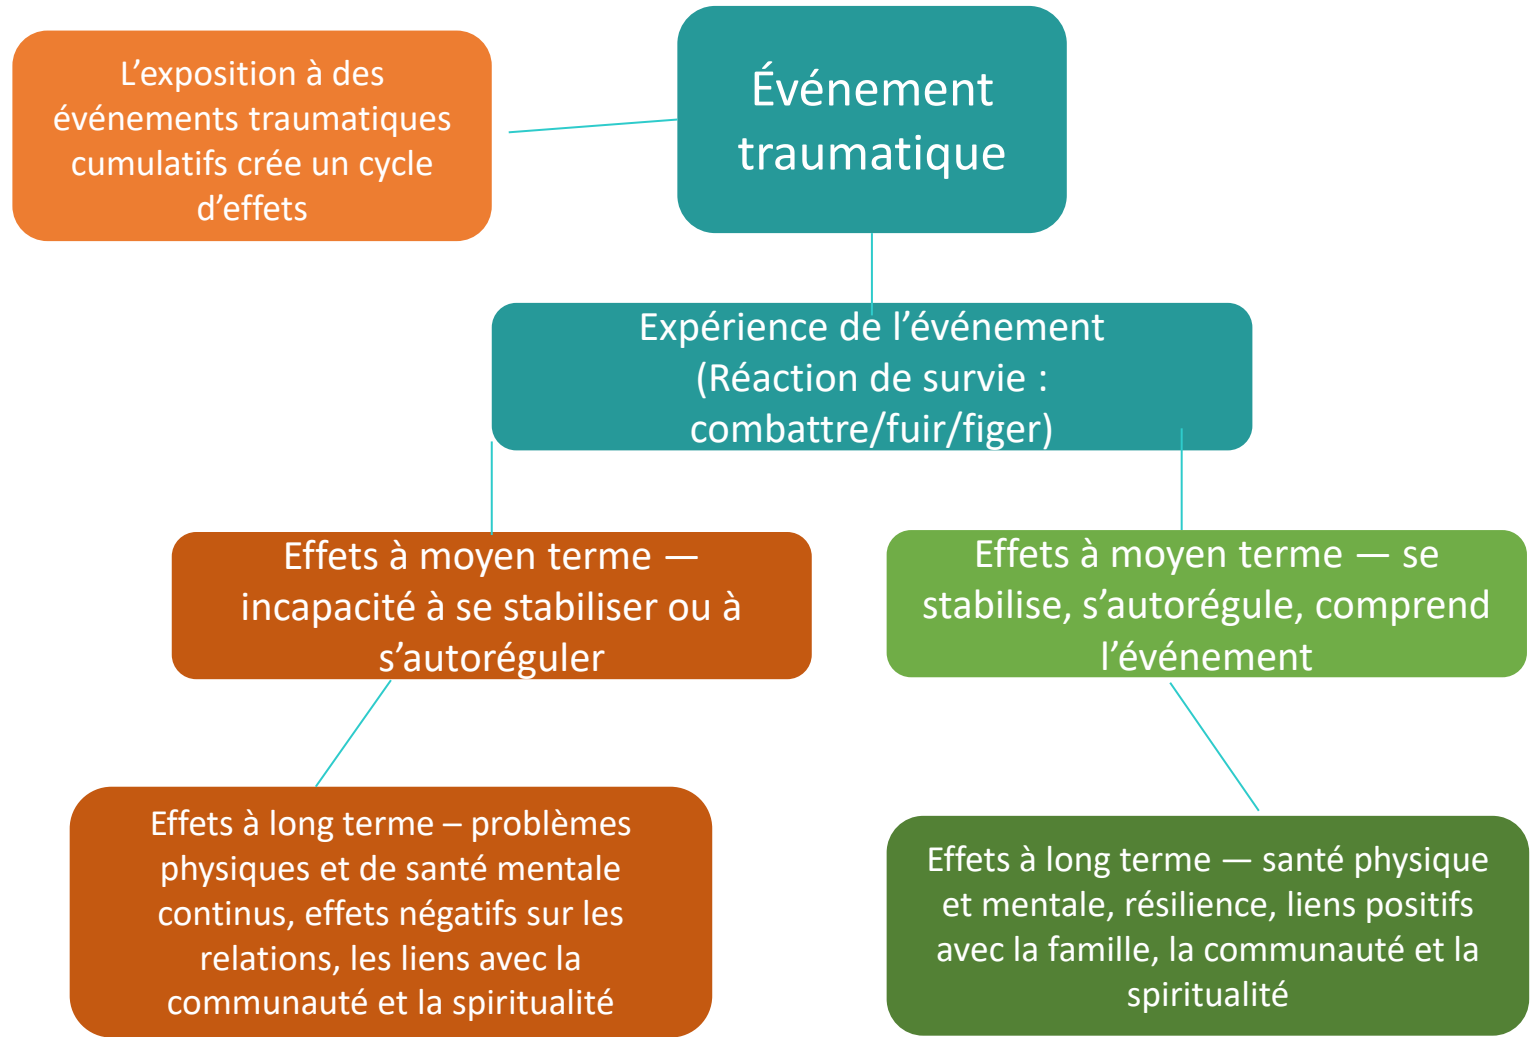 L’exposition à des
événements traumatiques
cumulatifs crée un cycle
d’effets
Événement
traumatique
Expérience de l’événement
(Réaction de survie :
combattre/fuir/figer)
Effets à moyen terme —
incapacité à se stabiliser ou à
s’autoréguler
Effets à moyen terme — se
stabilise, s’autorégule, comprend
l’événement
Effets à long terme – problèmes
physiques et de santé mentale
continus, effets négatifs sur les
relations, les liens avec la
communauté et la spiritualité
Effets à long terme — santé physique
et mentale, résilience, liens positifs
avec la famille, la communauté et la
spiritualité